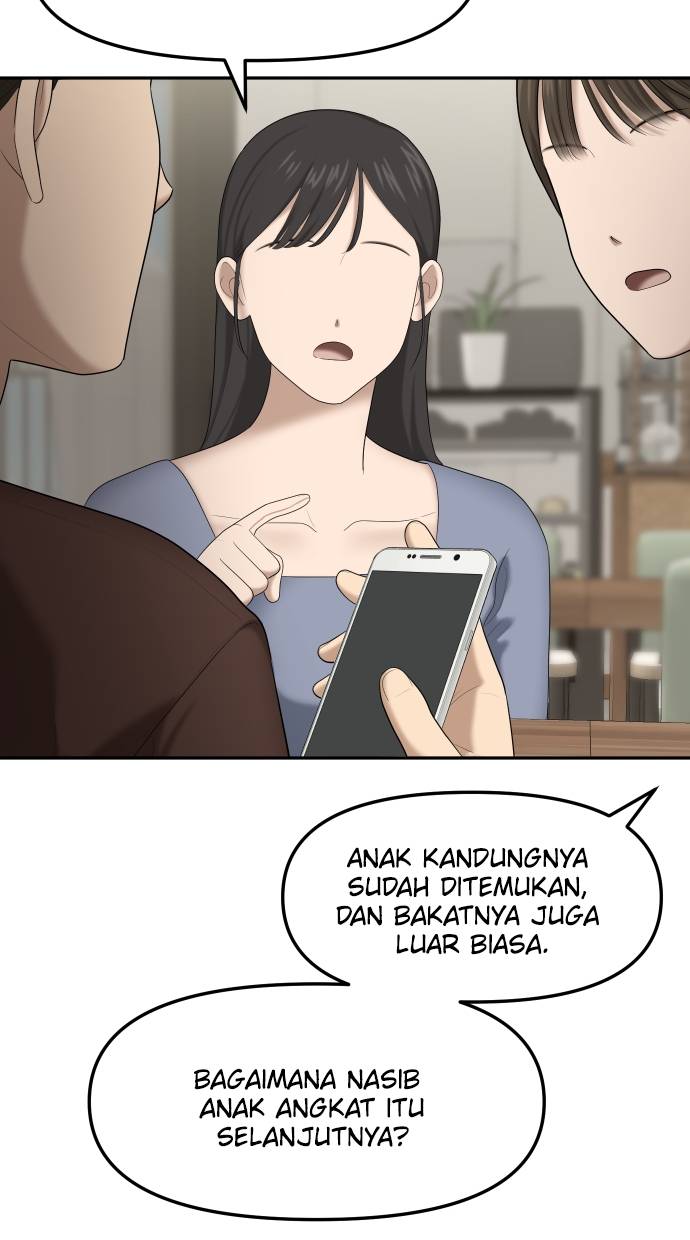 ANAK KANDUNGNYA
SUDAH DITEMUKAN,
DAN BAKATNYA JUGA
LUAR BIASA.
BAGAIMANA NASIB
ANAK ANGKAT ITU
SELANJUTNYA?